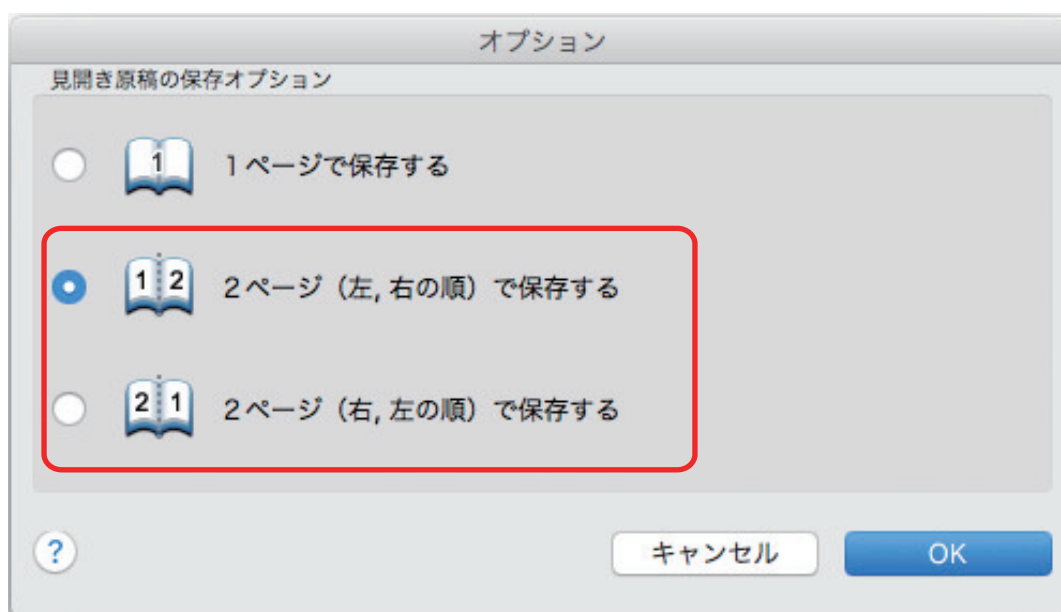 オプション
見開き原稿の保存オプション
1
1ページで保存する
1 2
2ページ（左, 右の順）で保存する
2 1
2ページ（右, 左の順）で保存する
?
キャンセル
OK